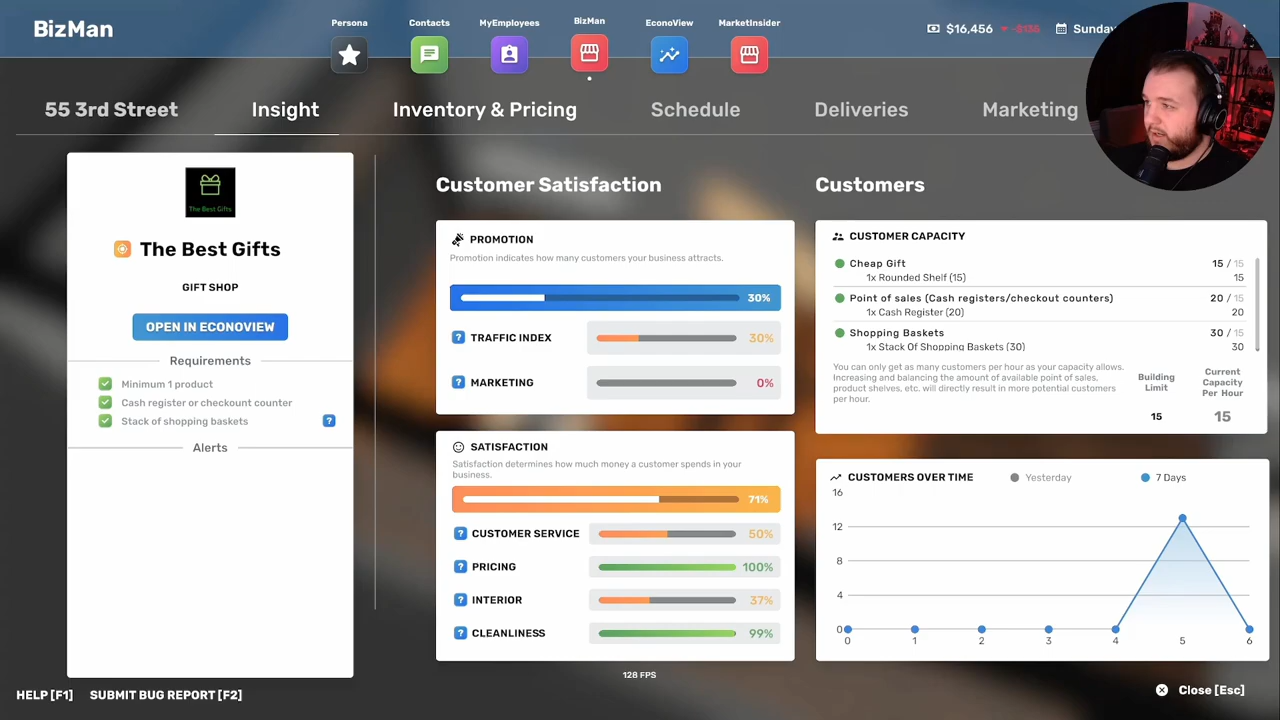 BizMan
Persona
Contacts
MyEmployees
BizMan
EconoView
MarketInsider
$16,456
Sunday
55 3rd Street
Insight
Inventory & Pricing
Schedule
Deliveries
Marketing
The Best Gifts
The Best Gifts
GIFT SHOP
OPEN IN ECONOVIEW
Requirements
Minimum 1 product
Cash register or checkount counter
Stack of shopping baskets
?
Alerts
Customer Satisfaction
PROMOTION
Promotion indicates how many customers your business attracts.
30%
? TRAFFIC INDEX 30%
? MARKETING 0%
SATISFACTION
Satisfaction determines how much money a customer spends in your
business.
71%
? CUSTOMER SERVICE 50%
? PRICING 100%
? INTERIOR 37%
? CLEANLINESS 99%
Customers
CUSTOMER CAPACITY
Cheap Gift 15 / 15
1x Rounded Shelf (15) 15
Point of sales (Cash registers/checkout counters) 20 / 15
1x Cash Register (20) 20
Shopping Baskets 30 / 15
1x Stack Of Shopping Baskets (30) 30
You can only get as many customers per hour as your capacity allows.
Increasing and balancing the amount of available point of sales,
product shelves, etc. will directly result in more potential customers
per hour.
Building
Limit
15
Current
Capacity
Per Hour
15
CUSTOMERS OVER TIME
Yesterday
7 Days
16
12
8
4
0
0 1 2 3 4 5 6
128 FPS
HELP [F1]
SUBMIT BUG REPORT [F2]
Close [Esc]